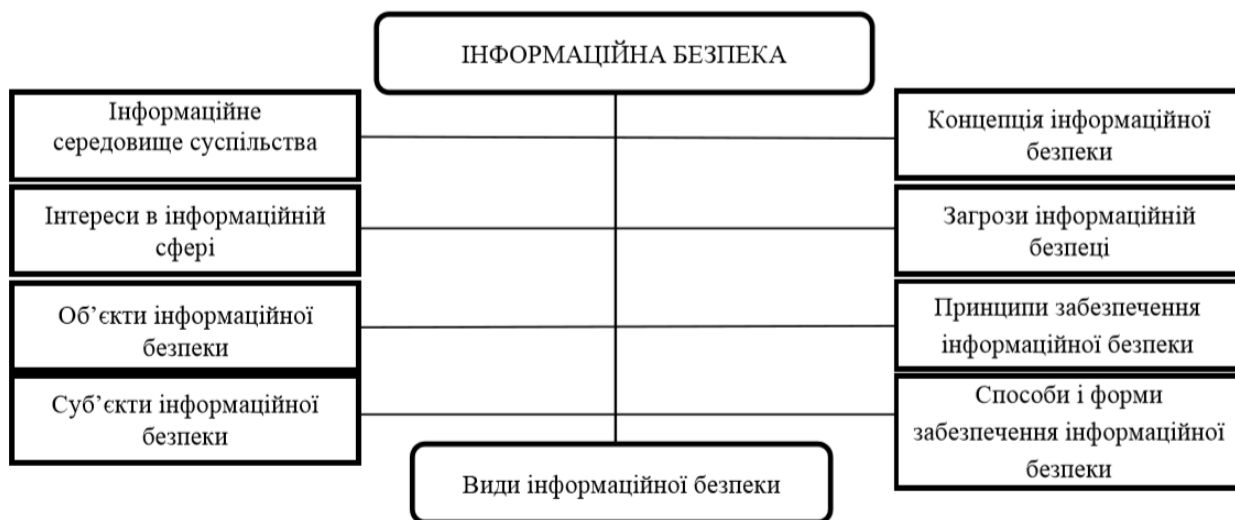 ІНФОРМАЦІЙНА БЕЗПЕКА
Інформаційне
середовище суспільства
Інтереси в інформаційній
сфері
Об’єкти інформаційної
безпеки
Суб’єкти інформаційної
безпеки
Концепція інформаційної
безпеки
Загрози інформаційній
безпеці
Принципи забезпечення
інформаційної безпеки
Способи і форми
забезпечення інформаційної
безпеки
Види інформаційної безпеки